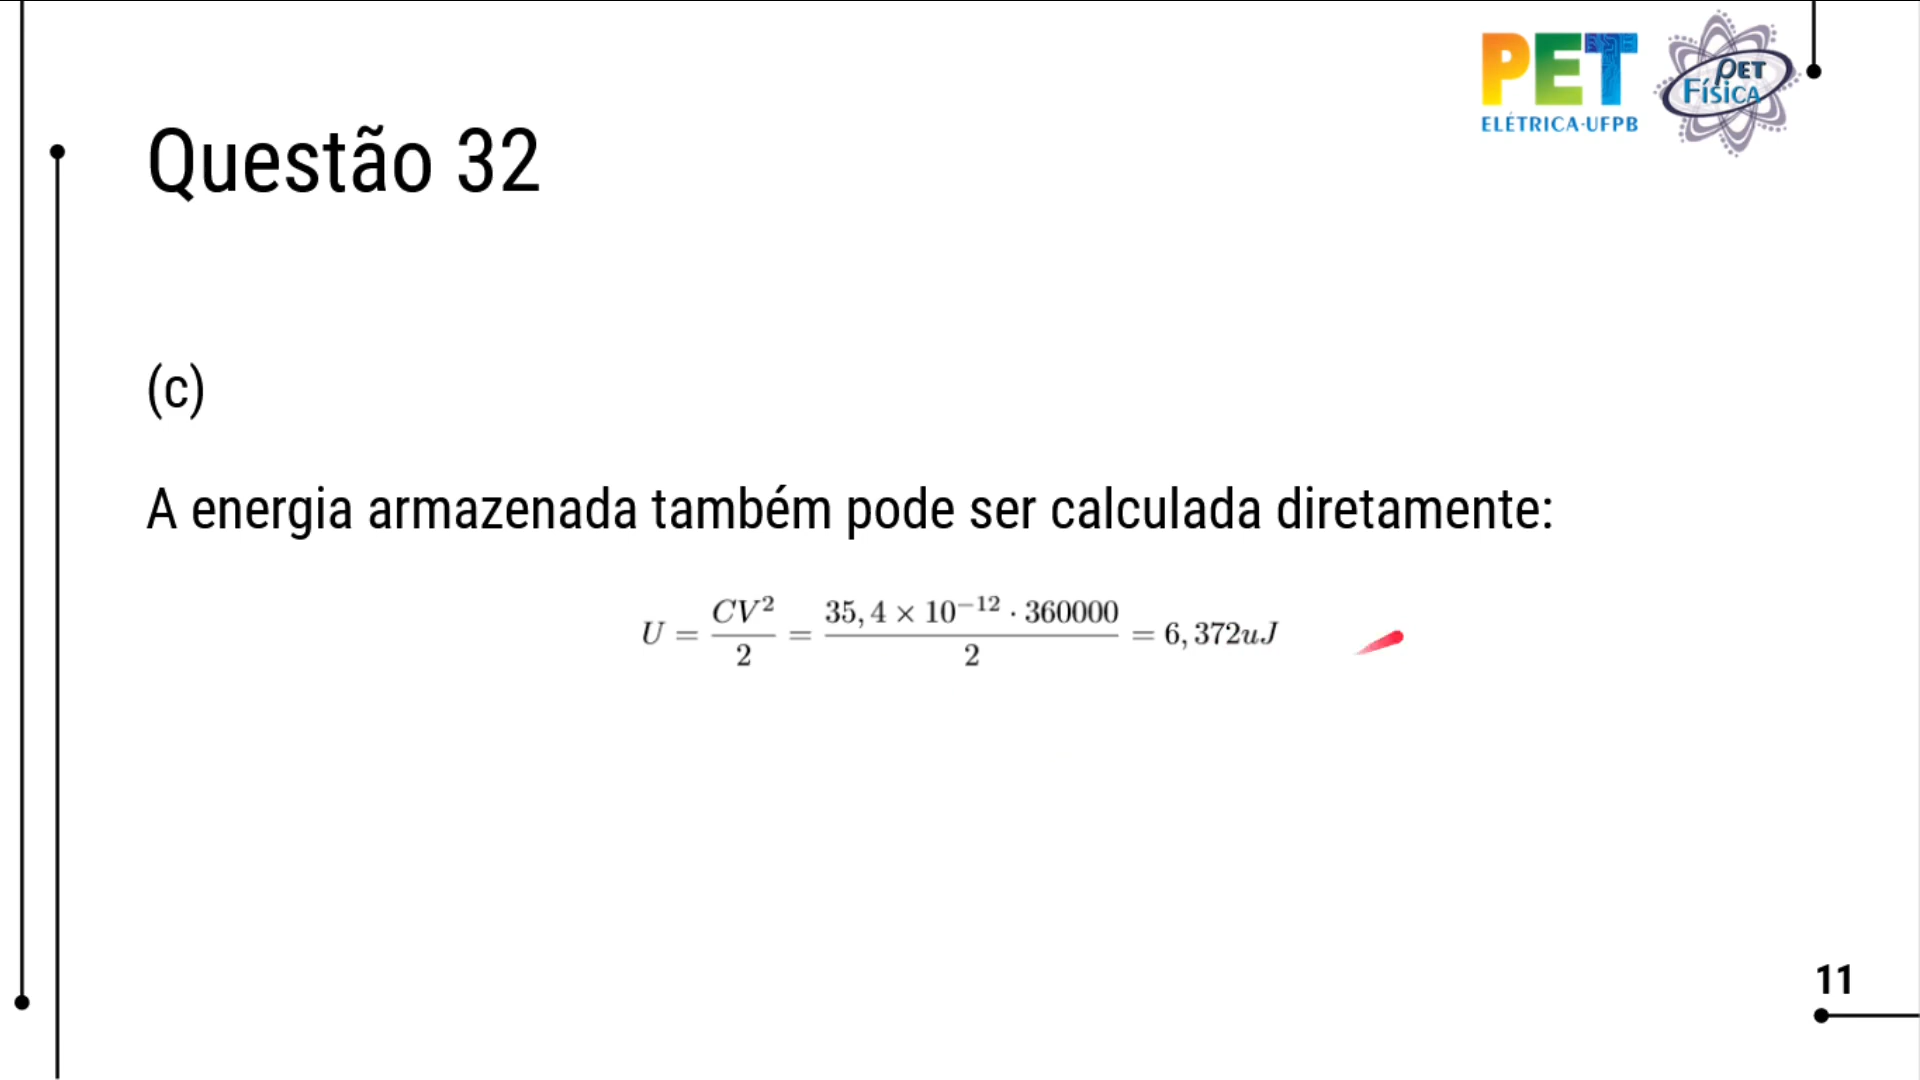 PET
ELÉTRICA-UFPB
PET
FÍSICA
Questão 32
(c)
A energia armazenada também pode ser calculada diretamente:
U = CV²/2 = 35,4 × 10⁻¹² · 360000/2 = 6,372uJ
11